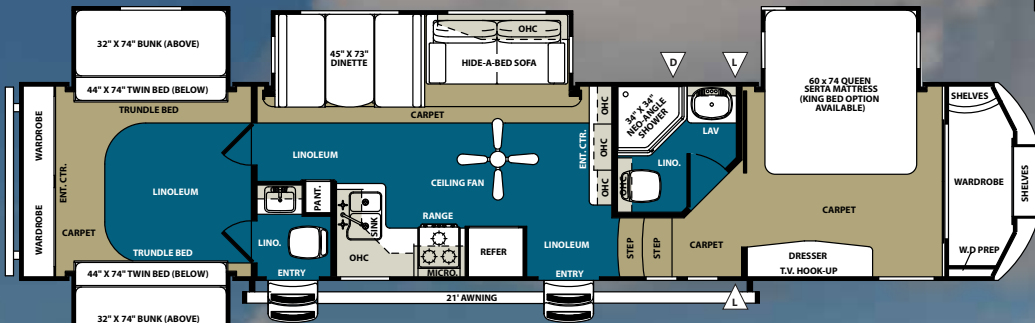 32" X 74" BUNK (ABOVE)
44" X 74" TWIN BED (BELOW)
TRUNDLE BED
WARDROBE
ENT. CTR.
WARDROBE
CARPET
LINOLEUM
TRUNDLE BED
44" X 74" TWIN BED (BELOW)
32" X 74" BUNK (ABOVE)
45" X 73"
DINETTE
OHC
HIDE-A-BED SOFA
CARPET
LINOLEUM
CEILING FAN
ENT. CTR.
OHC
OHC
OHC
PANT.
LINO.
ENTRY
SINK
OHC
RANGE
MICRO.
REFER
LINOLEUM
ENTRY
21' AWNING
STEP
STEP
D
L
34" X 34"
NEO-ANGLE
SHOWER
LAV
LINO.
OHC
CARPET
60 x 74 QUEEN
SERTA MATTRESS
(KING BED OPTION
AVAILABLE)
CARPET
DRESSER
T.V. HOOK-UP
L
SHELVES
WARDROBE
SHELVES
W.D PREP